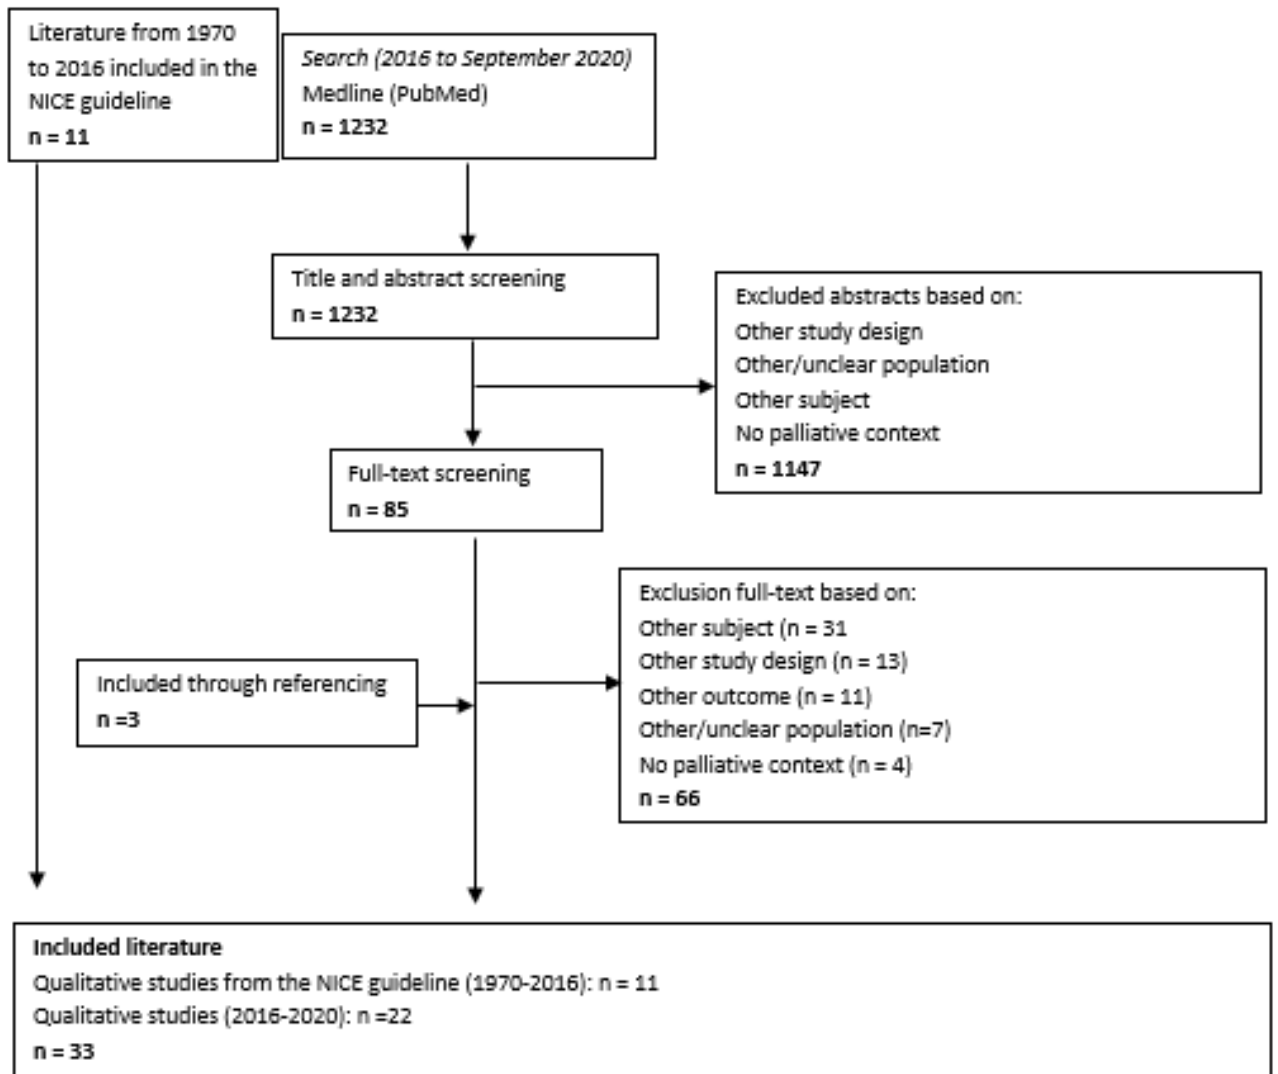 Literature from 1970
to 2016 included in the
NICE guideline
n = 11
Search (2016 to September 2020)
Medline (PubMed)
n = 1232
Title and abstract screening
n = 1232
Excluded abstracts based on:
Other study design
Other/unclear population
Other subject
No palliative context
n = 1147
Full-text screening
n = 85
Exclusion full-text based on:
Other subject (n = 31
Other study design (n = 13)
Other outcome (n = 11)
Other/unclear population (n=7)
No palliative context (n = 4)
n = 66
Included through referencing
n =3
Included literature
Qualitative studies from the NICE guideline (1970-2016): n = 11
Qualitative studies (2016-2020): n =22
n = 33